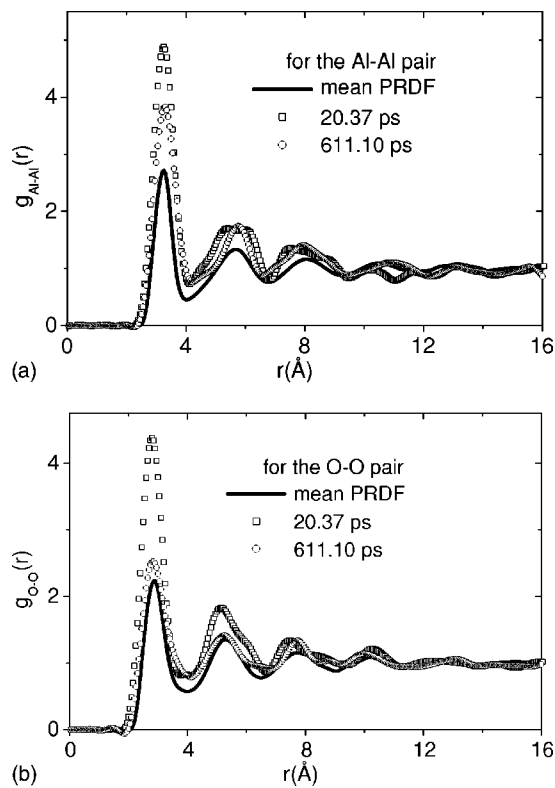 for the Al-Al pair
mean PRDF
20.37 ps
611.10 ps
g_Al-Al(r)
4
2
0
0 4 8 12 16
r(Å)
(a)
for the O-O pair
mean PRDF
20.37 ps
611.10 ps
g_O-O(r)
4
2
0
0 4 8 12 16
r(Å)
(b)